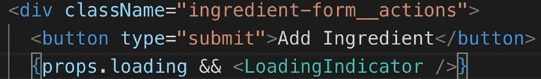 <div className="ingredient-form__actions">
<button type="submit">Add Ingredient</button>
{props.loading && <LoadingIndicator />}